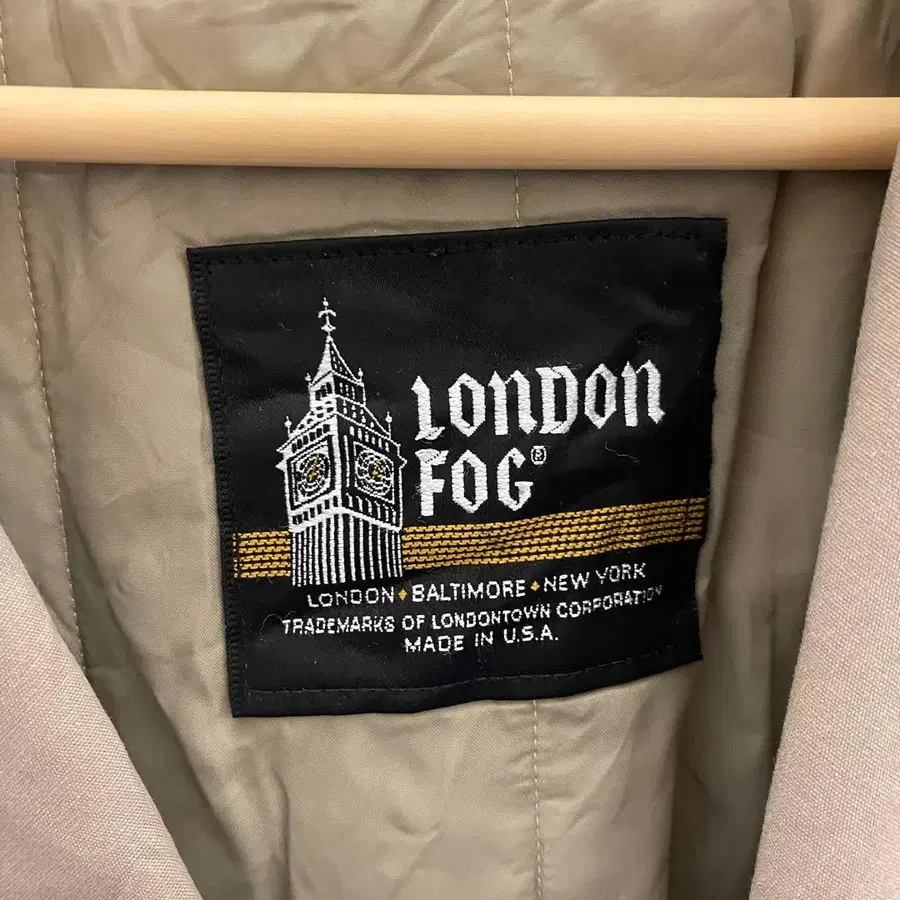 LONDON
FOG®
LONDON • BALTIMORE • NEW YORK
TRADEMARKS OF LONDONTOWN CORPORATION
MADE IN U.S.A.